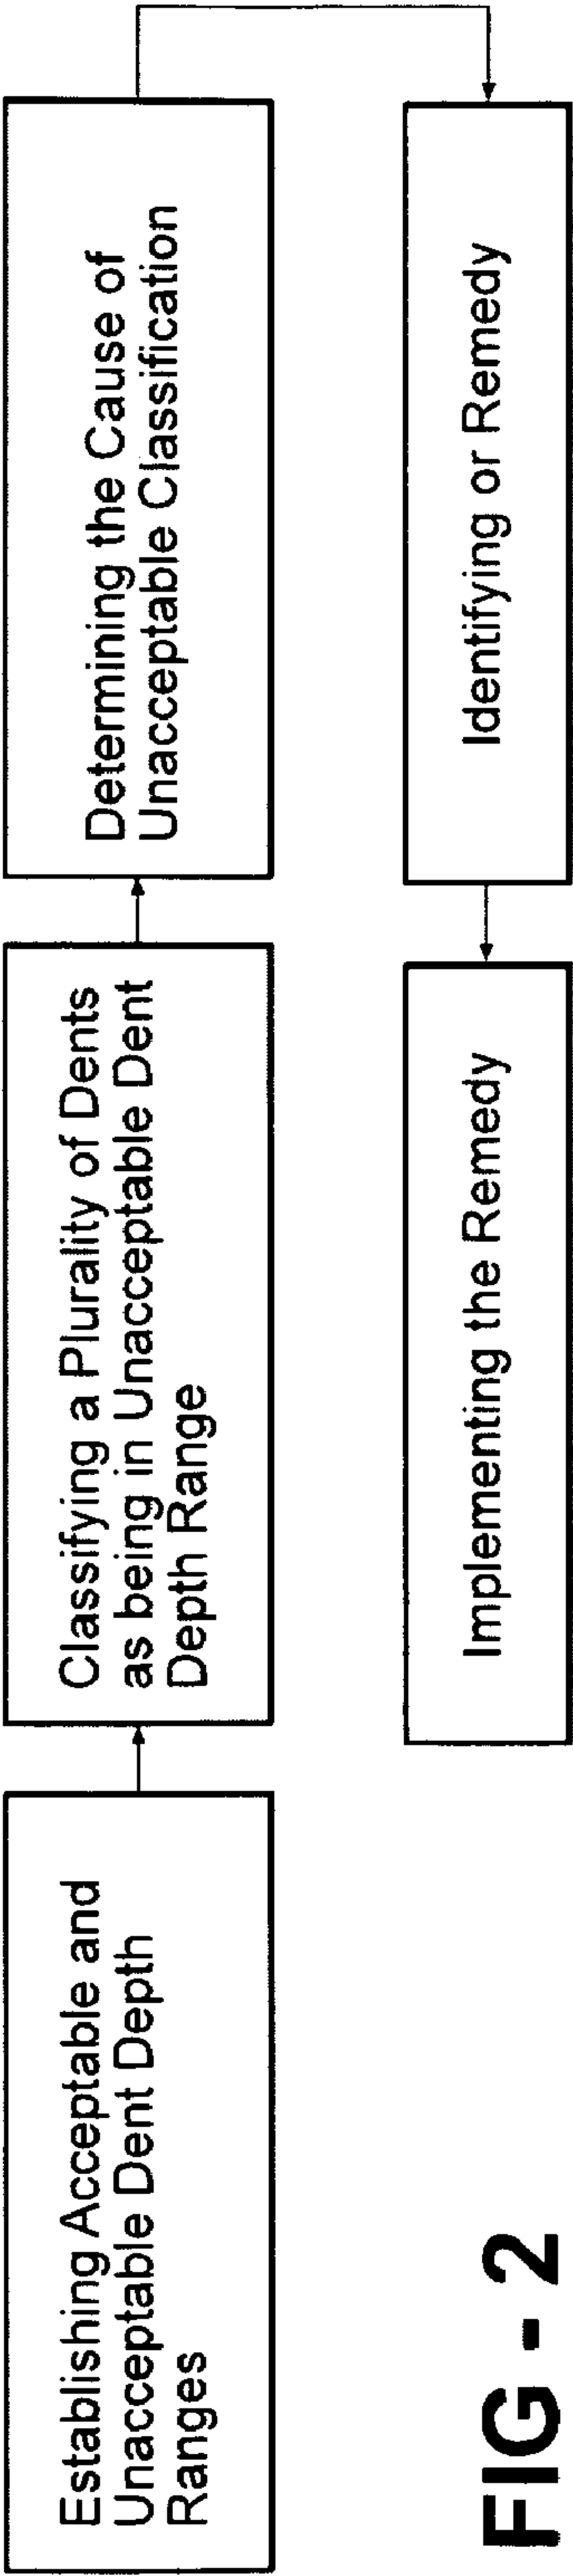 Establishing Acceptable and
Unacceptable Dent Depth
Ranges
Classifying a Plurality of Dents
as being in Unacceptable Dent
Depth Range
Determining the Cause of
Unacceptable Classification
Identifying or Remedy
Implementing the Remedy
FIG - 2